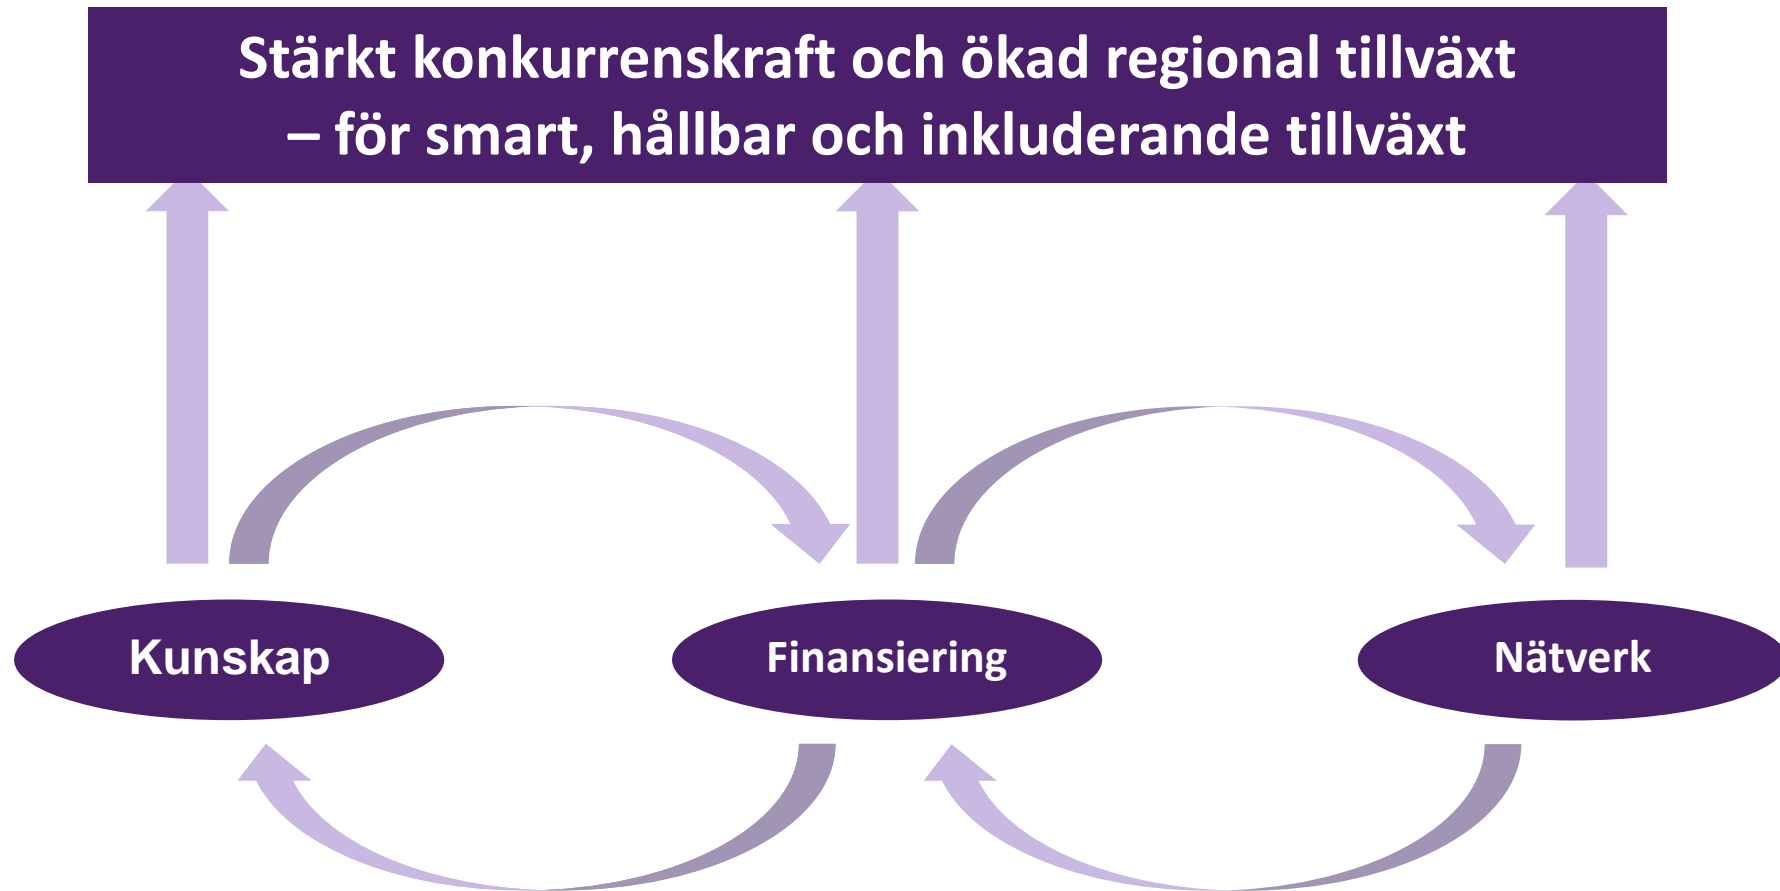 Stärkt konkurrenskraft och ökad regional tillväxt
– för smart, hållbar och inkluderande tillväxt
Kunskap
Finansiering
Nätverk